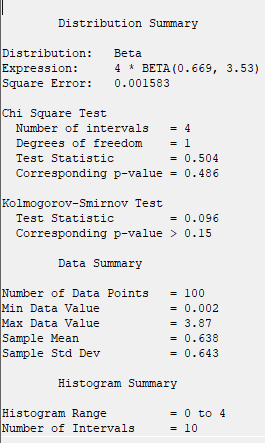 Distribution Summary
Distribution: Beta
Expression: 4 * BETA(0.669, 3.53)
Square Error: 0.001583
Chi Square Test
Number of intervals = 4
Degrees of freedom = 1
Test Statistic = 0.504
Corresponding p-value = 0.486
Kolmogorov-Smirnov Test
Test Statistic = 0.096
Corresponding p-value > 0.15
Data Summary
Number of Data Points = 100
Min Data Value = 0.002
Max Data Value = 3.87
Sample Mean = 0.638
Sample Std Dev = 0.643
Histogram Summary
Histogram Range = 0 to 4
Number of Intervals = 10